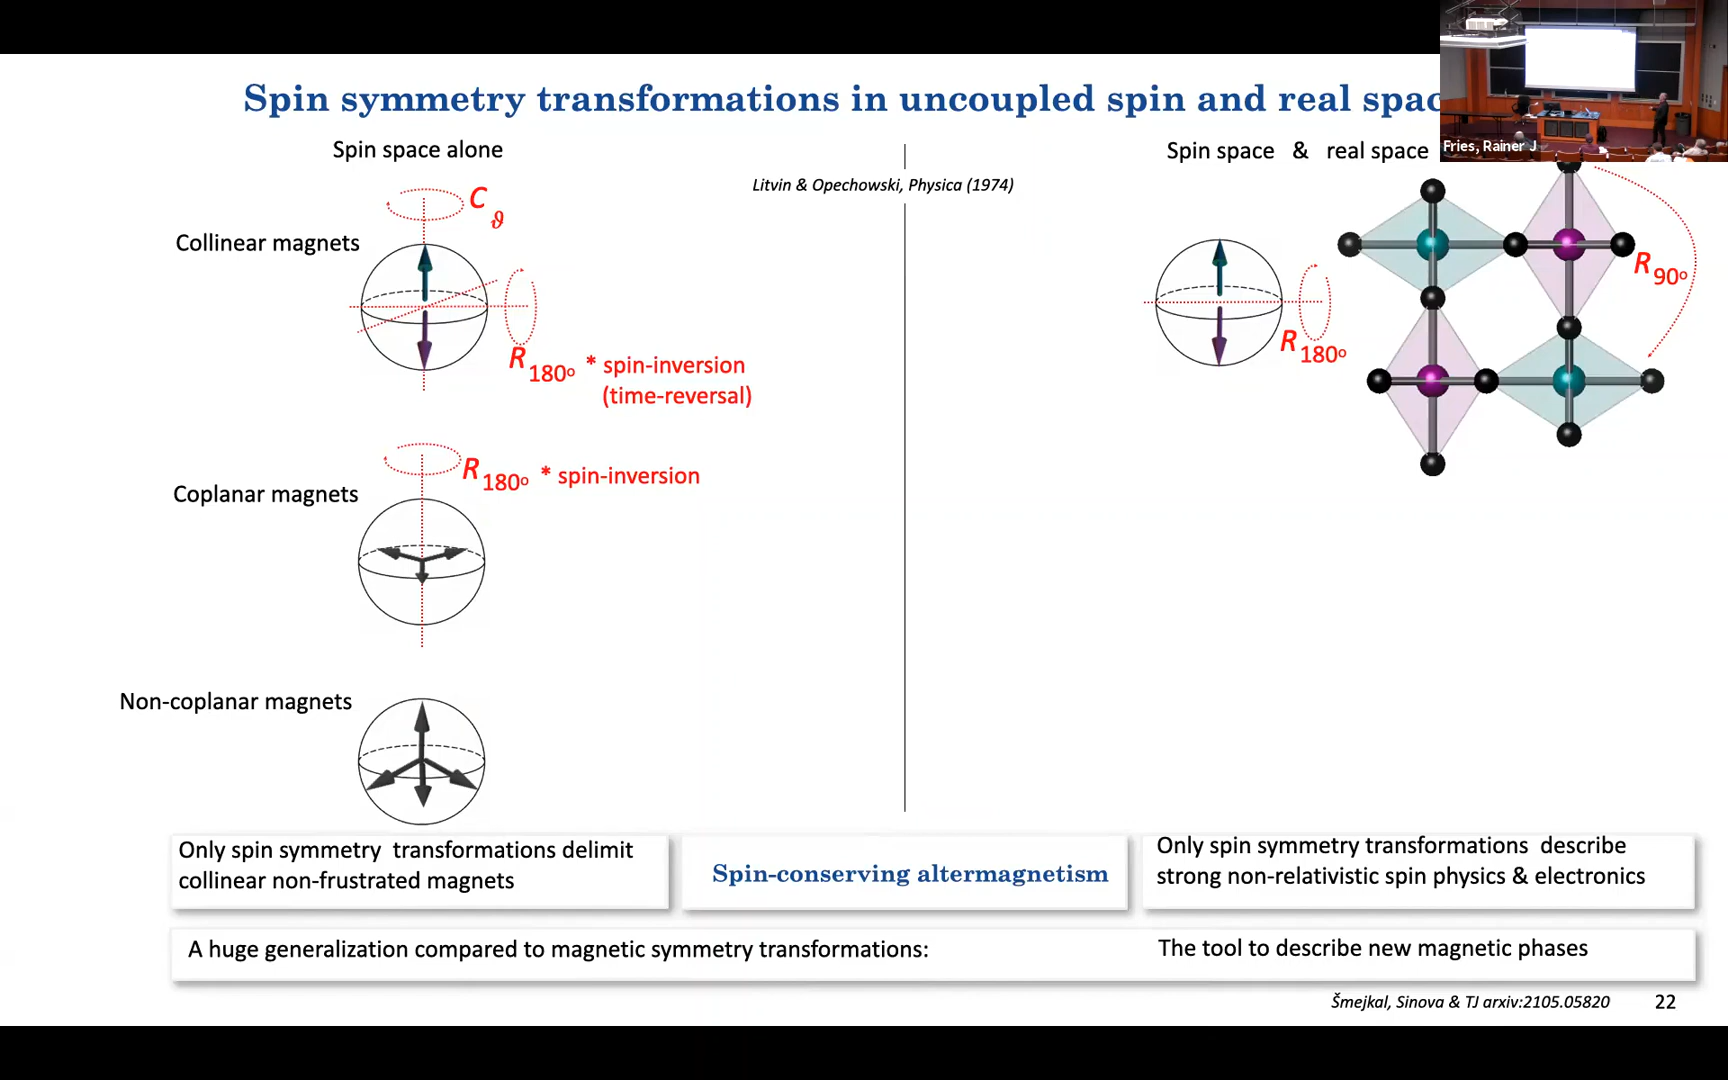 Spin symmetry transformations in uncoupled spin and real spac
Fries, Rainer J
Spin space alone
Spin space & real space
Litvin & Opechowski, Physica (1974)
C ϑ
Collinear magnets
R 180º * spin-inversion
(time-reversal)
R 180º
R 90º
R 180º * spin-inversion
Coplanar magnets
Non-coplanar magnets
Only spin symmetry transformations delimit
collinear non-frustrated magnets
Spin-conserving altermagnetism
Only spin symmetry transformations describe
strong non-relativistic spin physics & electronics
A huge generalization compared to magnetic symmetry transformations:
The tool to describe new magnetic phases
Šmejkal, Sinova & TJ arxiv:2105.05820
22